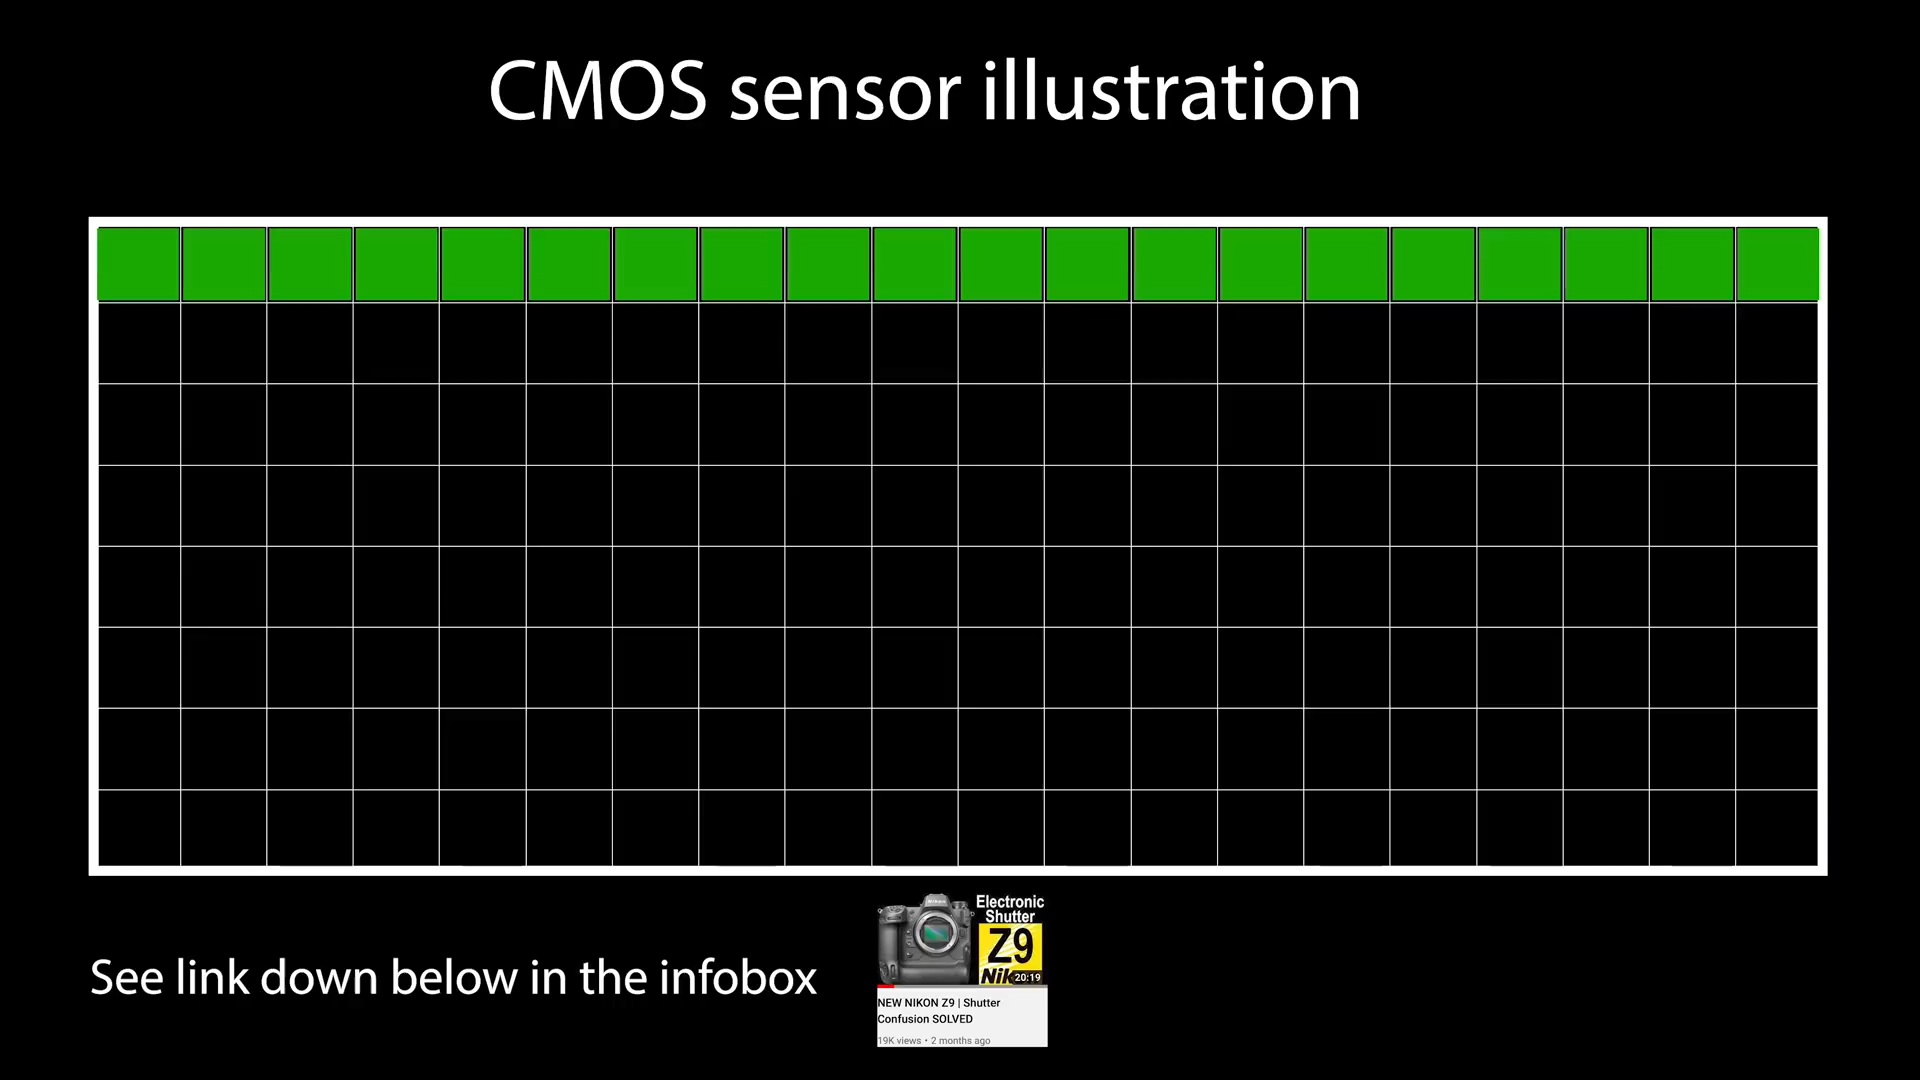 CMOS sensor illustration
Electronic
Shutter
Z9
Nik
20:19
See link down below in the infobox
NEW NIKON Z9 | Shutter
Confusion SOLVED
19K views • 2 months ago